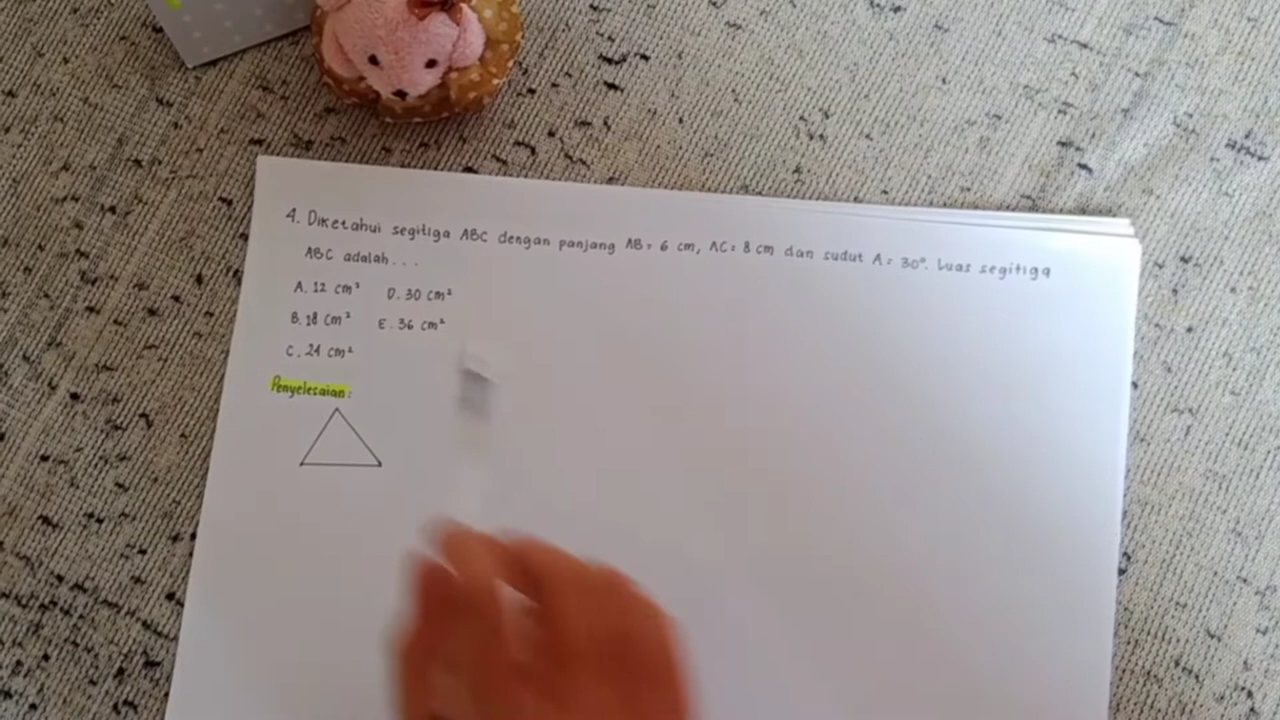 4. Diketahui segitiga ABC dengan panjang AB = 6 cm, AC = 8 cm dan sudut A = 30°. Luas segitiga
ABC adalah...
A. 12 cm² D. 30 cm²
B. 18 cm² E. 36 cm²
C. 24 cm²
Penyelesaian: